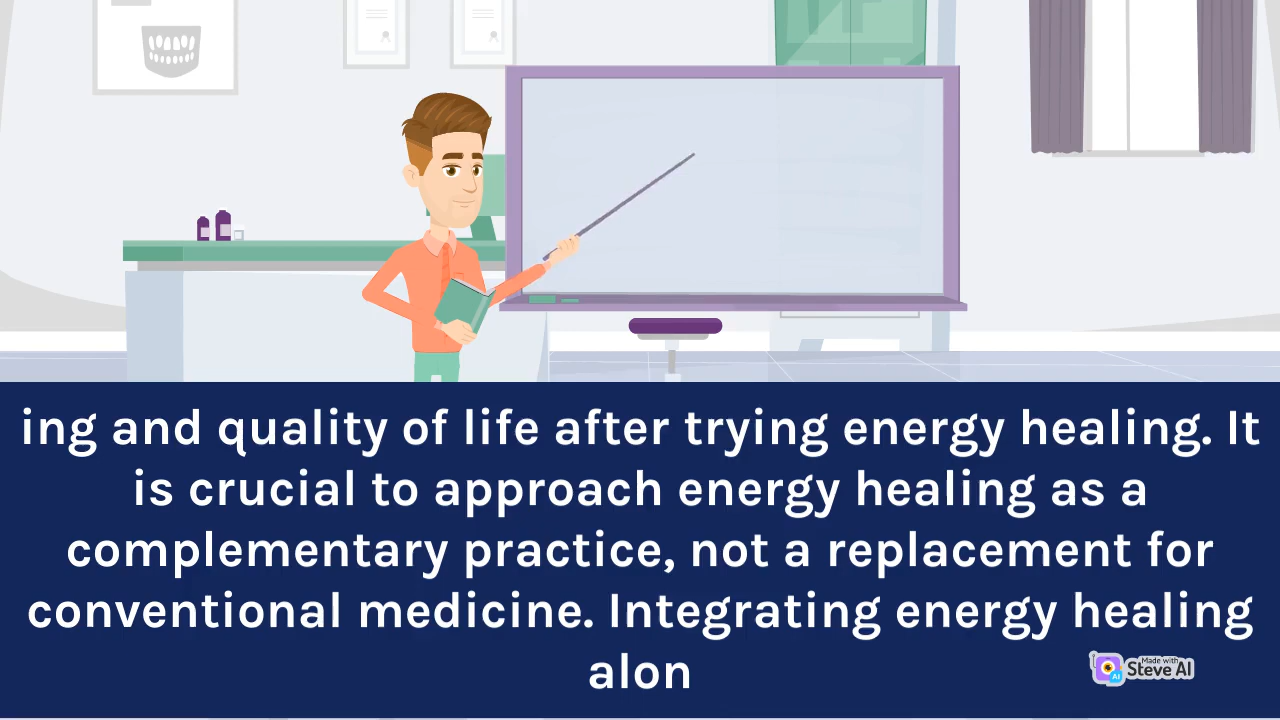 ing and quality of life after trying energy healing. It
is crucial to approach energy healing as a
complementary practice, not a replacement for
conventional medicine. Integrating energy healing
alon
Made with
Steve AI
AI